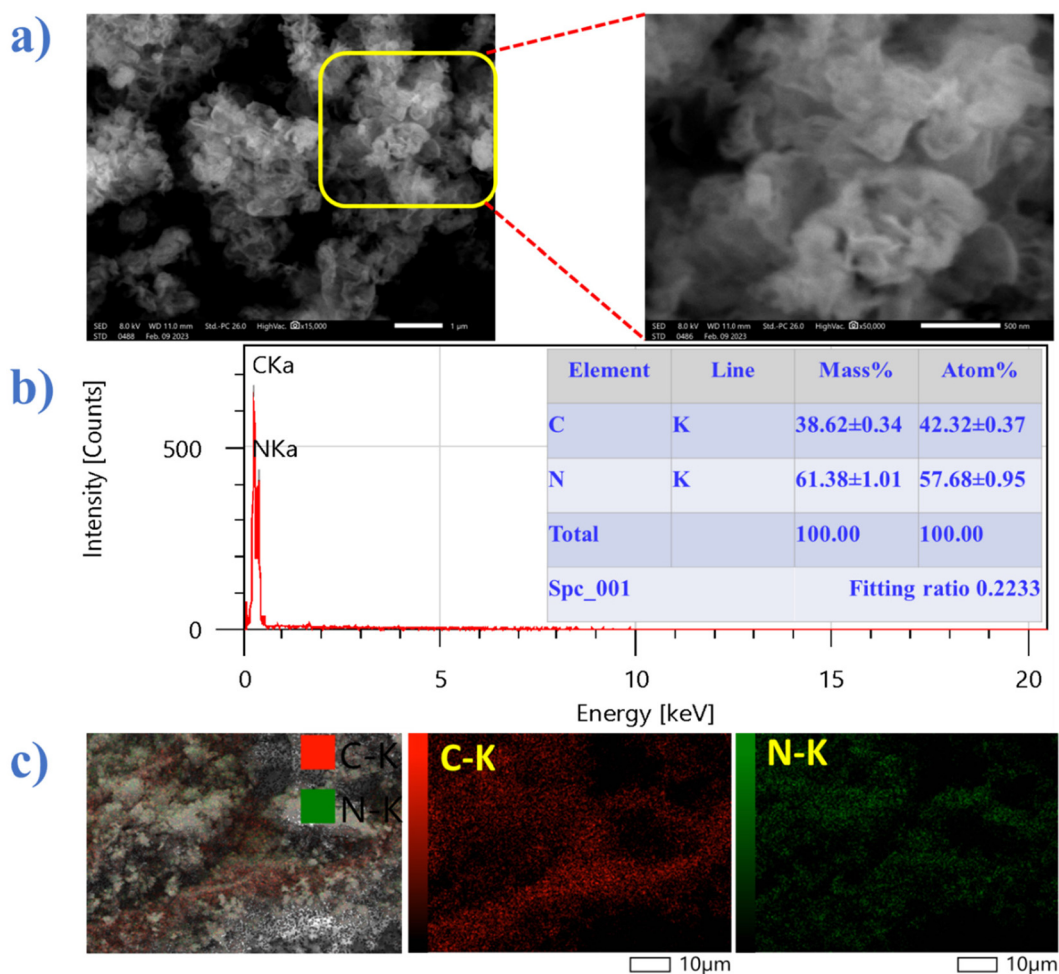 a)
SED 8.0 kV WD 11.0 mm Std.-PC 26.0 HighVac. x15,000 1 µm
STD 0488 Feb. 09 2023
SED 8.0 kV WD 11.0 mm Std.-PC 26.0 HighVac. x50,000 500 nm
STD 0486 Feb. 09 2023
b)
Intensity [Counts]
500
0
CKa
NKa
Element Line Mass% Atom%
C K 38.62±0.34 42.32±0.37
N K 61.38±1.01 57.68±0.95
Total 100.00 100.00
Spc_001 Fitting ratio 0.2233
0 5 10 15 20
Energy [keV]
c)
C-K
N-K
C-K
N-K
10µm
10µm